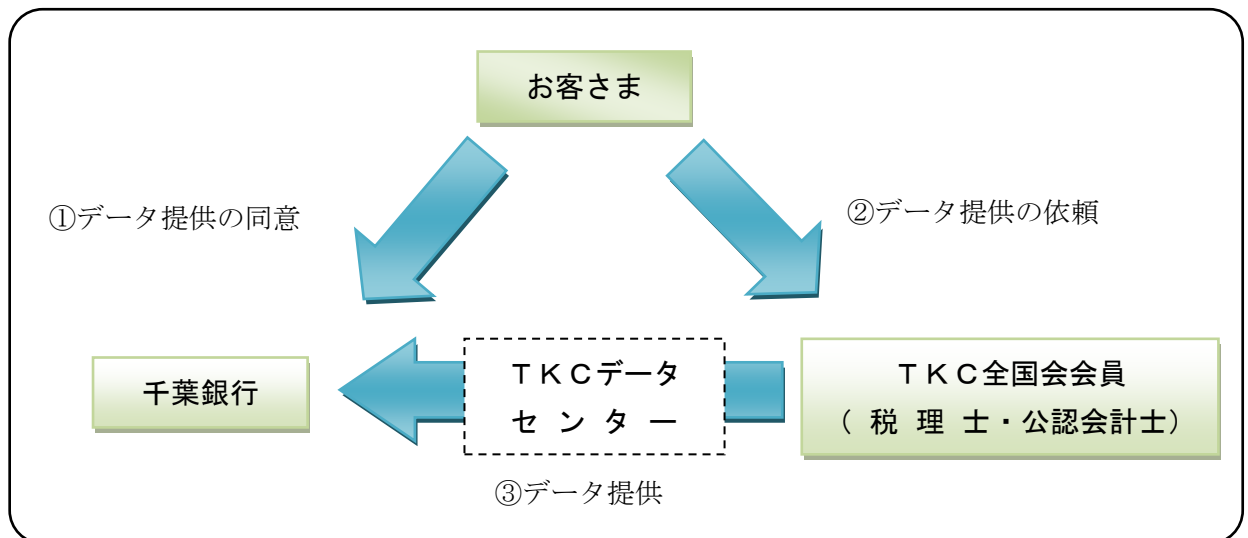 お客さま
①データ提供の同意
②データ提供の依頼
千葉銀行
ＴＫＣデータ
センター
ＴＫＣ全国会会員
（税理士・公認会計士）
③データ提供